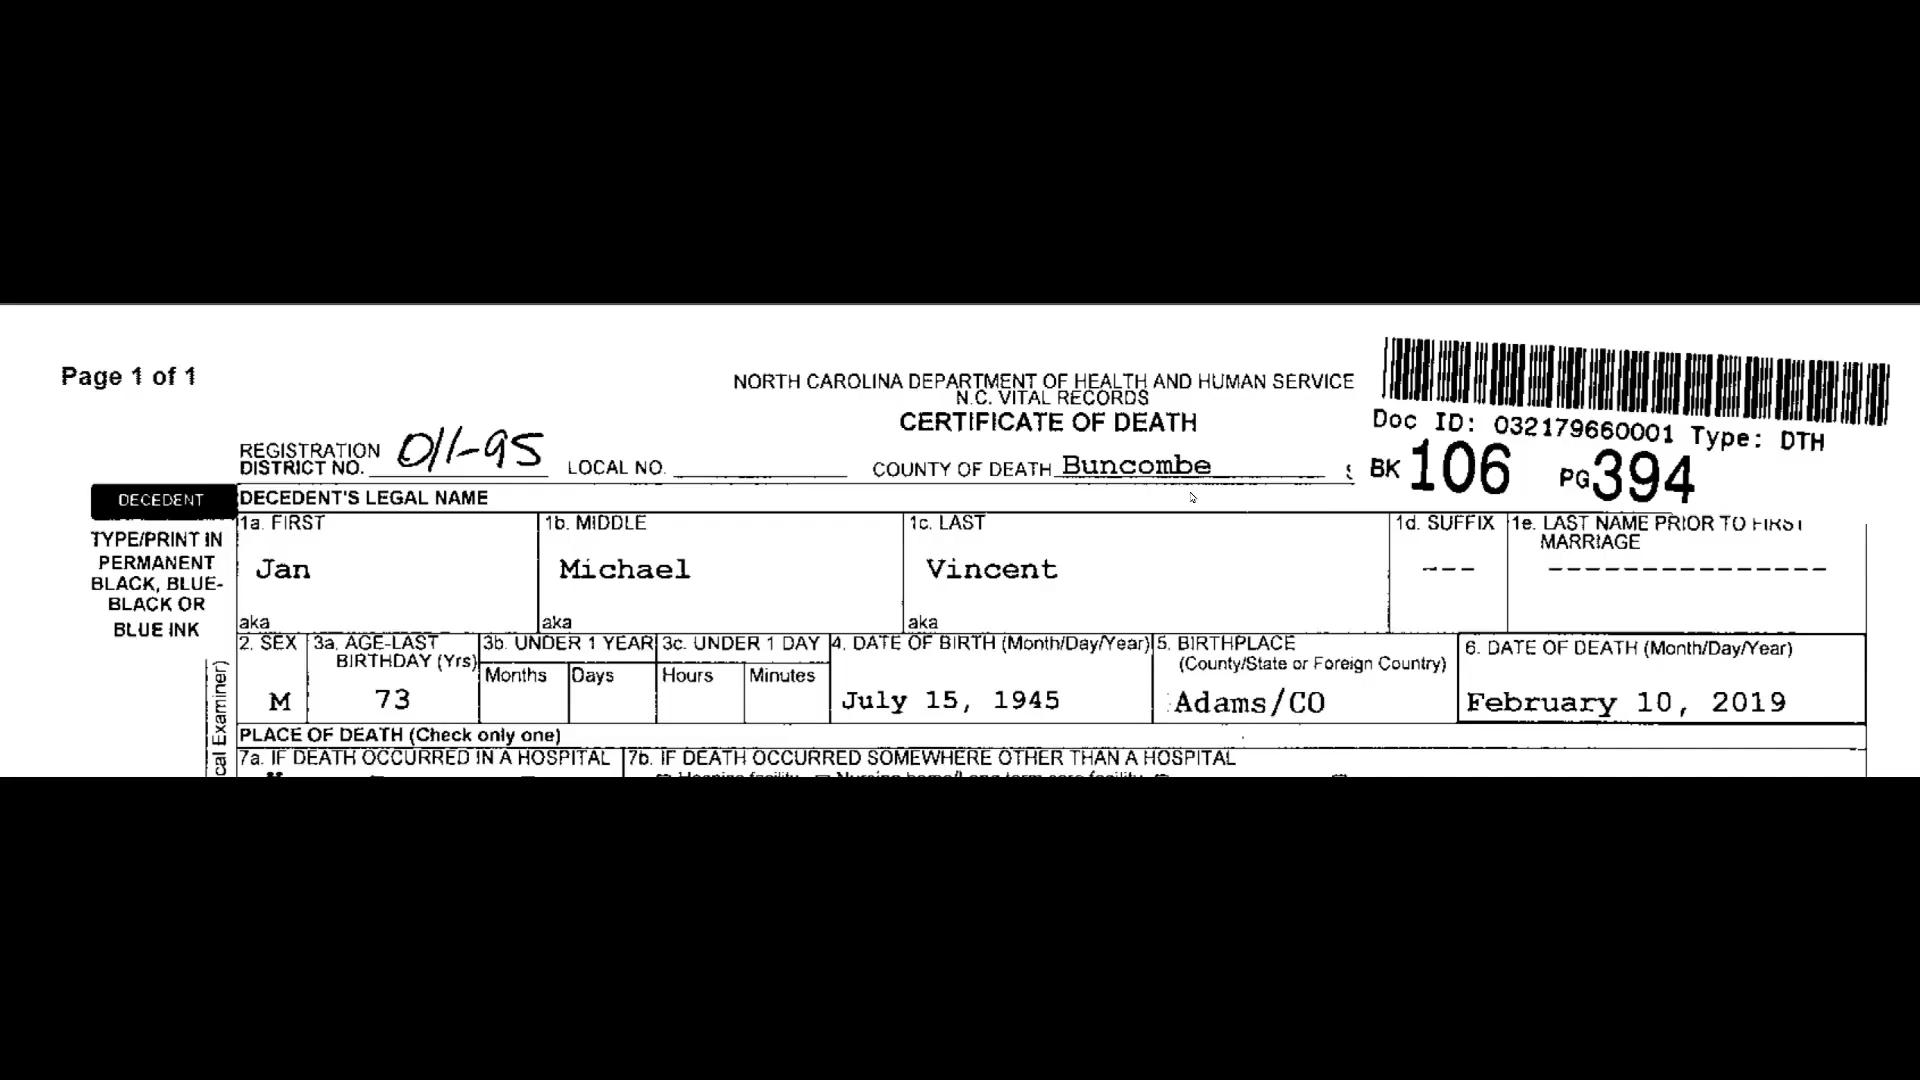 Page 1 of 1
NORTH CAROLINA DEPARTMENT OF HEALTH AND HUMAN SERVICE
N.C. VITAL RECORDS
CERTIFICATE OF DEATH
Doc ID: 032179660001 Type: DTH
BK 106 PG 394
REGISTRATION
DISTRICT NO. 011-95 LOCAL NO. COUNTY OF DEATH Buncombe
DECEDENT
DECEDENT'S LEGAL NAME
TYPE/PRINT IN
PERMANENT
BLACK, BLUE-
BLACK OR
BLUE INK
1a. FIRST 1b. MIDDLE 1c. LAST 1d. SUFFIX 1e. LAST NAME PRIOR TO FIRST
MARRIAGE
Jan Michael Vincent ---  ---------------
aka aka aka
2. SEX 3a. AGE-LAST 3b. UNDER 1 YEAR 3c. UNDER 1 DAY 4. DATE OF BIRTH (Month/Day/Year) 5. BIRTHPLACE 6. DATE OF DEATH (Month/Day/Year)
BIRTHDAY (Yrs) (County/State or Foreign Country)
Months Days Hours Minutes
M 73 July 15, 1945 Adams/CO February 10, 2019
PLACE OF DEATH (Check only one)
7a. IF DEATH OCCURRED IN A HOSPITAL 7b. IF DEATH OCCURRED SOMEWHERE OTHER THAN A HOSPITAL
cal Examiner)